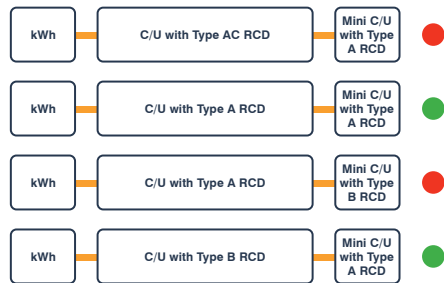 kWh
C/U with Type AC RCD
Mini C/U
with Type
A RCD
kWh
C/U with Type A RCD
Mini C/U
with Type
A RCD
kWh
C/U with Type A RCD
Mini C/U
with Type
B RCD
kWh
C/U with Type B RCD
Mini C/U
with Type
A RCD